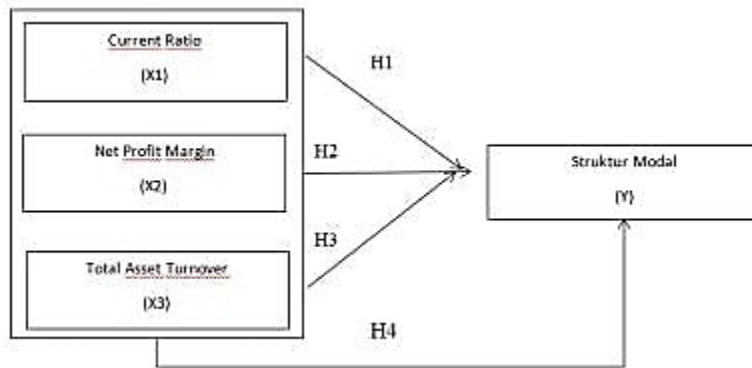 Current Ratio
(X1)
H1
Net Profit Margin
(X2)
H2
Struktur Modal
(Y)
H3
Total Asset Turnover
(X3)
H4